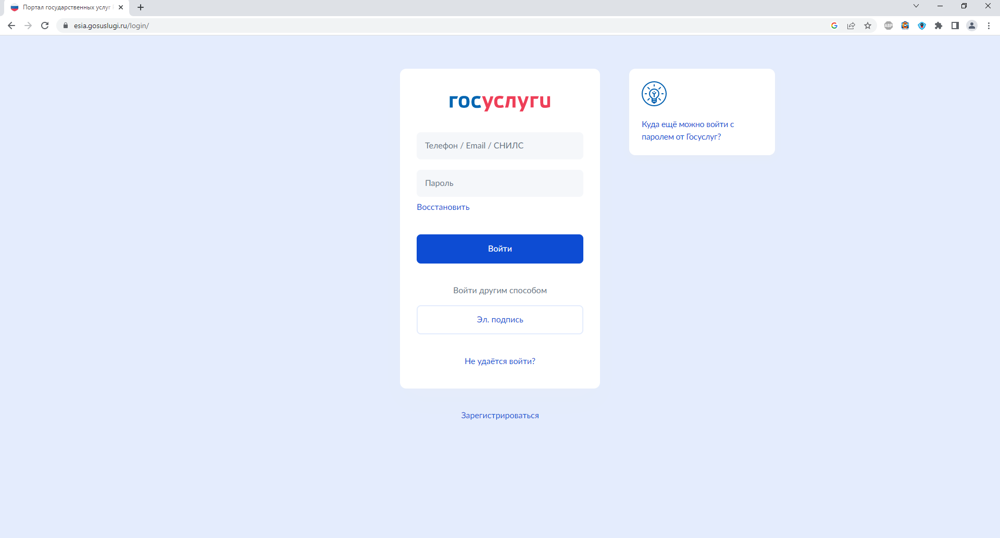 Портал государственных услуг
esia.gosuslugi.ru/login/
ABP
госуслуги
Телефон / Email / СНИЛС
Пароль
Восстановить
Войти
Войти другим способом
Эл. подпись
Не удаётся войти?
Зарегистрироваться
Куда ещё можно войти с
паролем от Госуслуг?